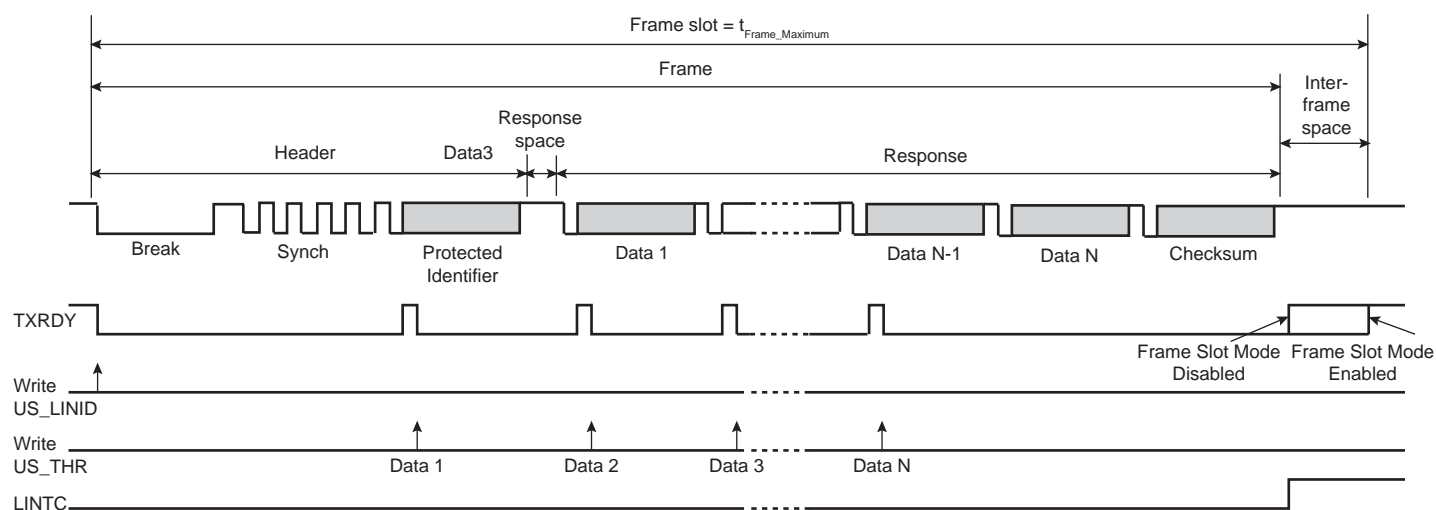 Frame slot = tFrame_Maximum
Frame
Inter-
frame
space
Response
space
Header
Data3
Response
Break
Synch
Protected
Identifier
Data 1
Data N-1
Data N
Checksum
TXRDY
Frame Slot Mode
Disabled
Frame Slot Mode
Enabled
Write
US_LINID
Write
US_THR
Data 1
Data 2
Data 3
Data N
LINTC